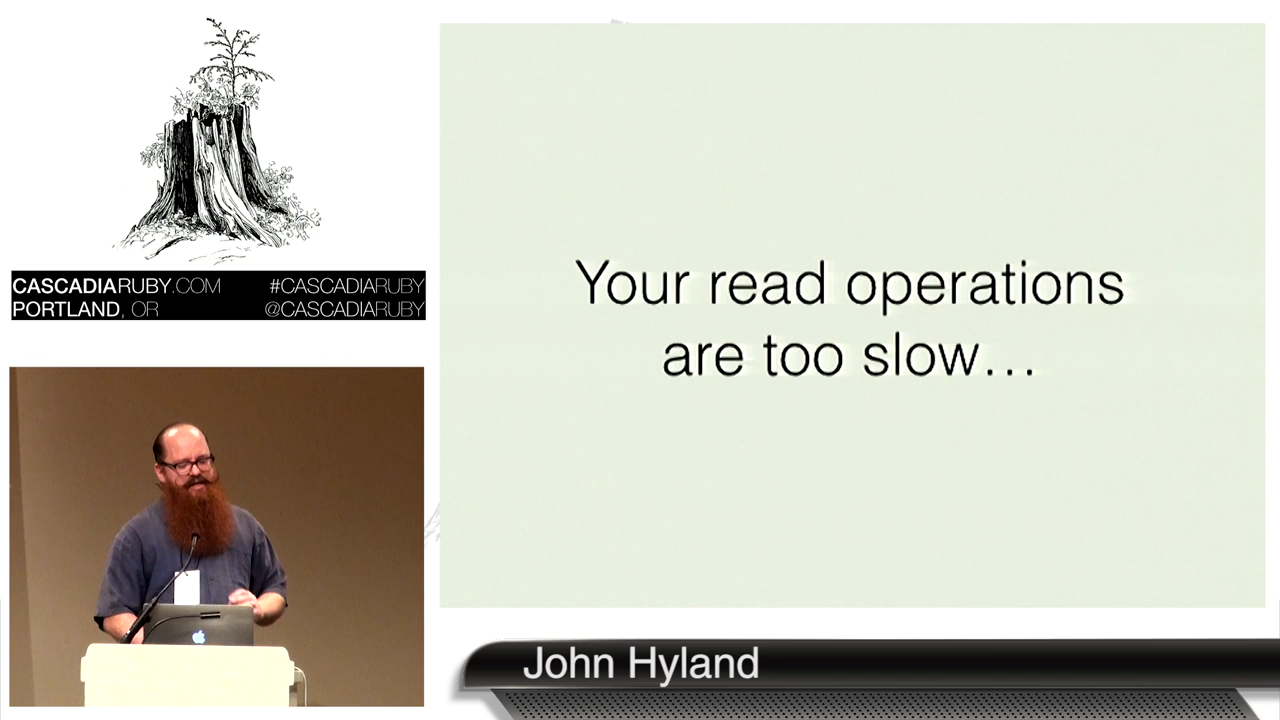 CASCADIARUBY.COM #CASCADIARUBY
PORTLAND, OR @CASCADIARUBY
Your read operations
are too slow...
John Hyland